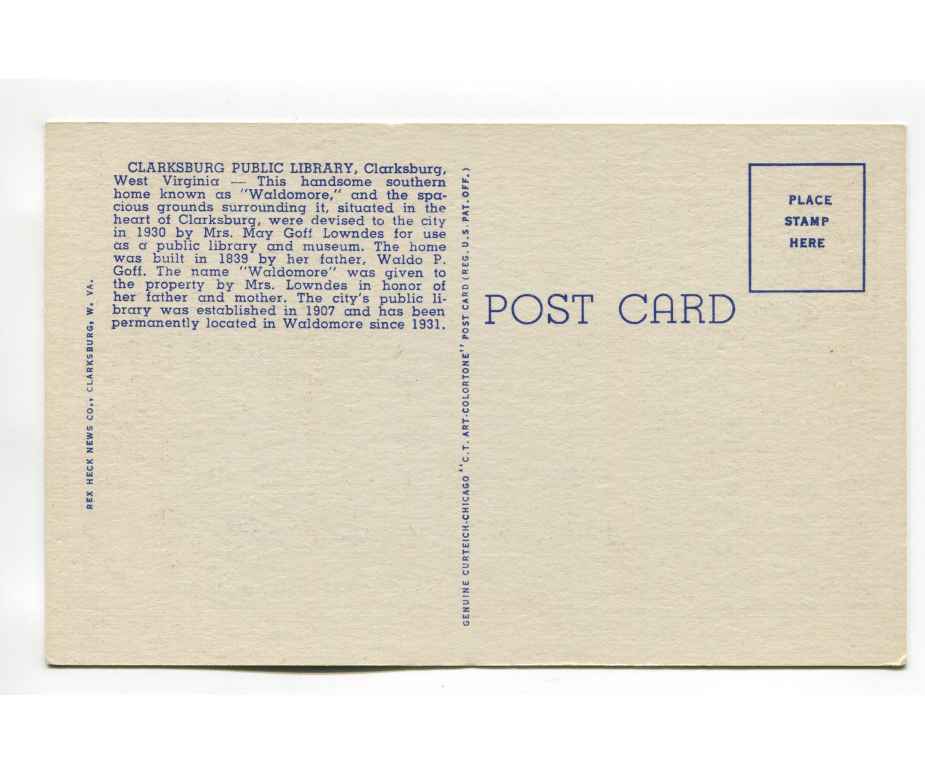 CLARKSBURG PUBLIC LIBRARY, Clarksburg,
West Virginia — This handsome southern
home known as "Waldomore," and the spa-
cious grounds surrounding it, situated in the
heart of Clarksburg, were devised to the city
in 1930 by Mrs. May Goff Lowndes for use
as a public library and museum. The home
was built in 1839 by her father, Waldo P.
Goff. The name "Waldomore" was given to
the property by Mrs. Lowndes in honor of
her father and mother. The city's public li-
brary was established in 1907 and has been
permanently located in Waldomore since 1931.
REX HECK NEWS CO., CLARKSBURG, W. VA.
GENUINE CURTEICH-CHICAGO "C.T. ART-COLORTONE" POST CARD (REG. U.S. PAT. OFF.)
POST CARD
PLACE
STAMP
HERE